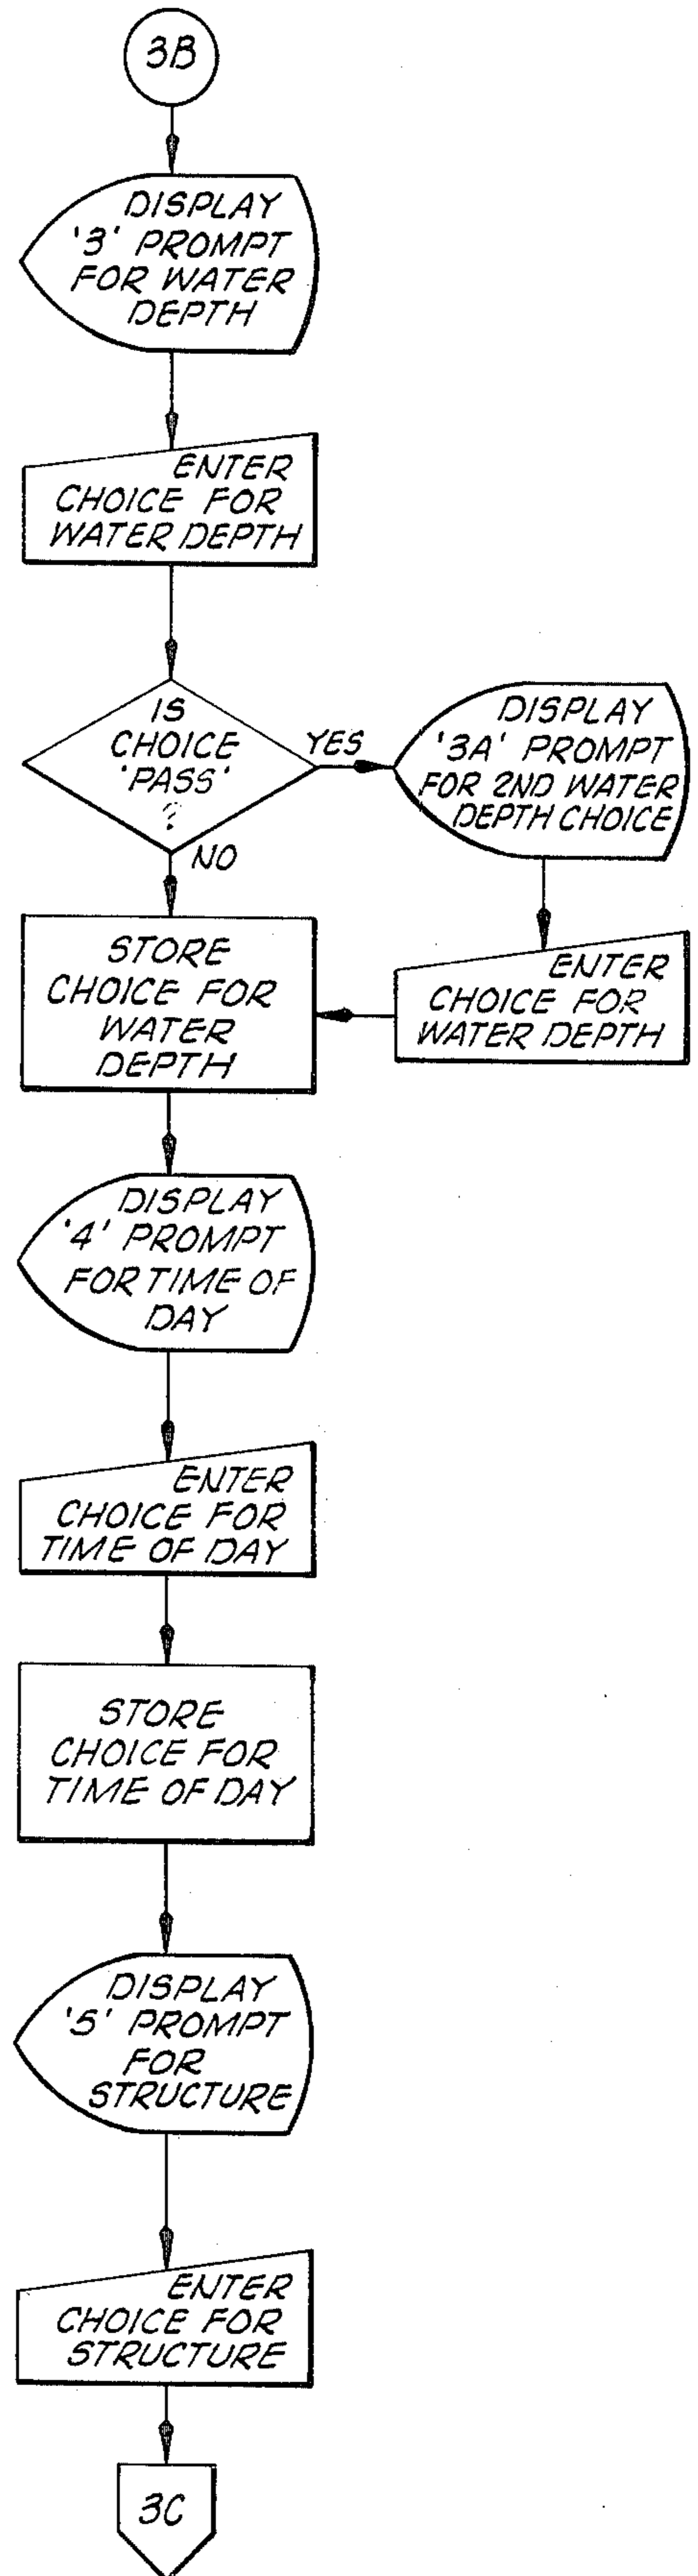 3B
DISPLAY
'3' PROMPT
FOR WATER
DEPTH
ENTER
CHOICE FOR
WATER DEPTH
IS
CHOICE
'PASS'
?
YES
NO
DISPLAY
'3A' PROMPT
FOR 2ND WATER
DEPTH CHOICE
ENTER
CHOICE FOR
WATER DEPTH
STORE
CHOICE FOR
WATER
DEPTH
DISPLAY
'4' PROMPT
FOR TIME OF
DAY
ENTER
CHOICE FOR
TIME OF DAY
STORE
CHOICE FOR
TIME OF DAY
DISPLAY
'5' PROMPT
FOR
STRUCTURE
ENTER
CHOICE FOR
STRUCTURE
3C